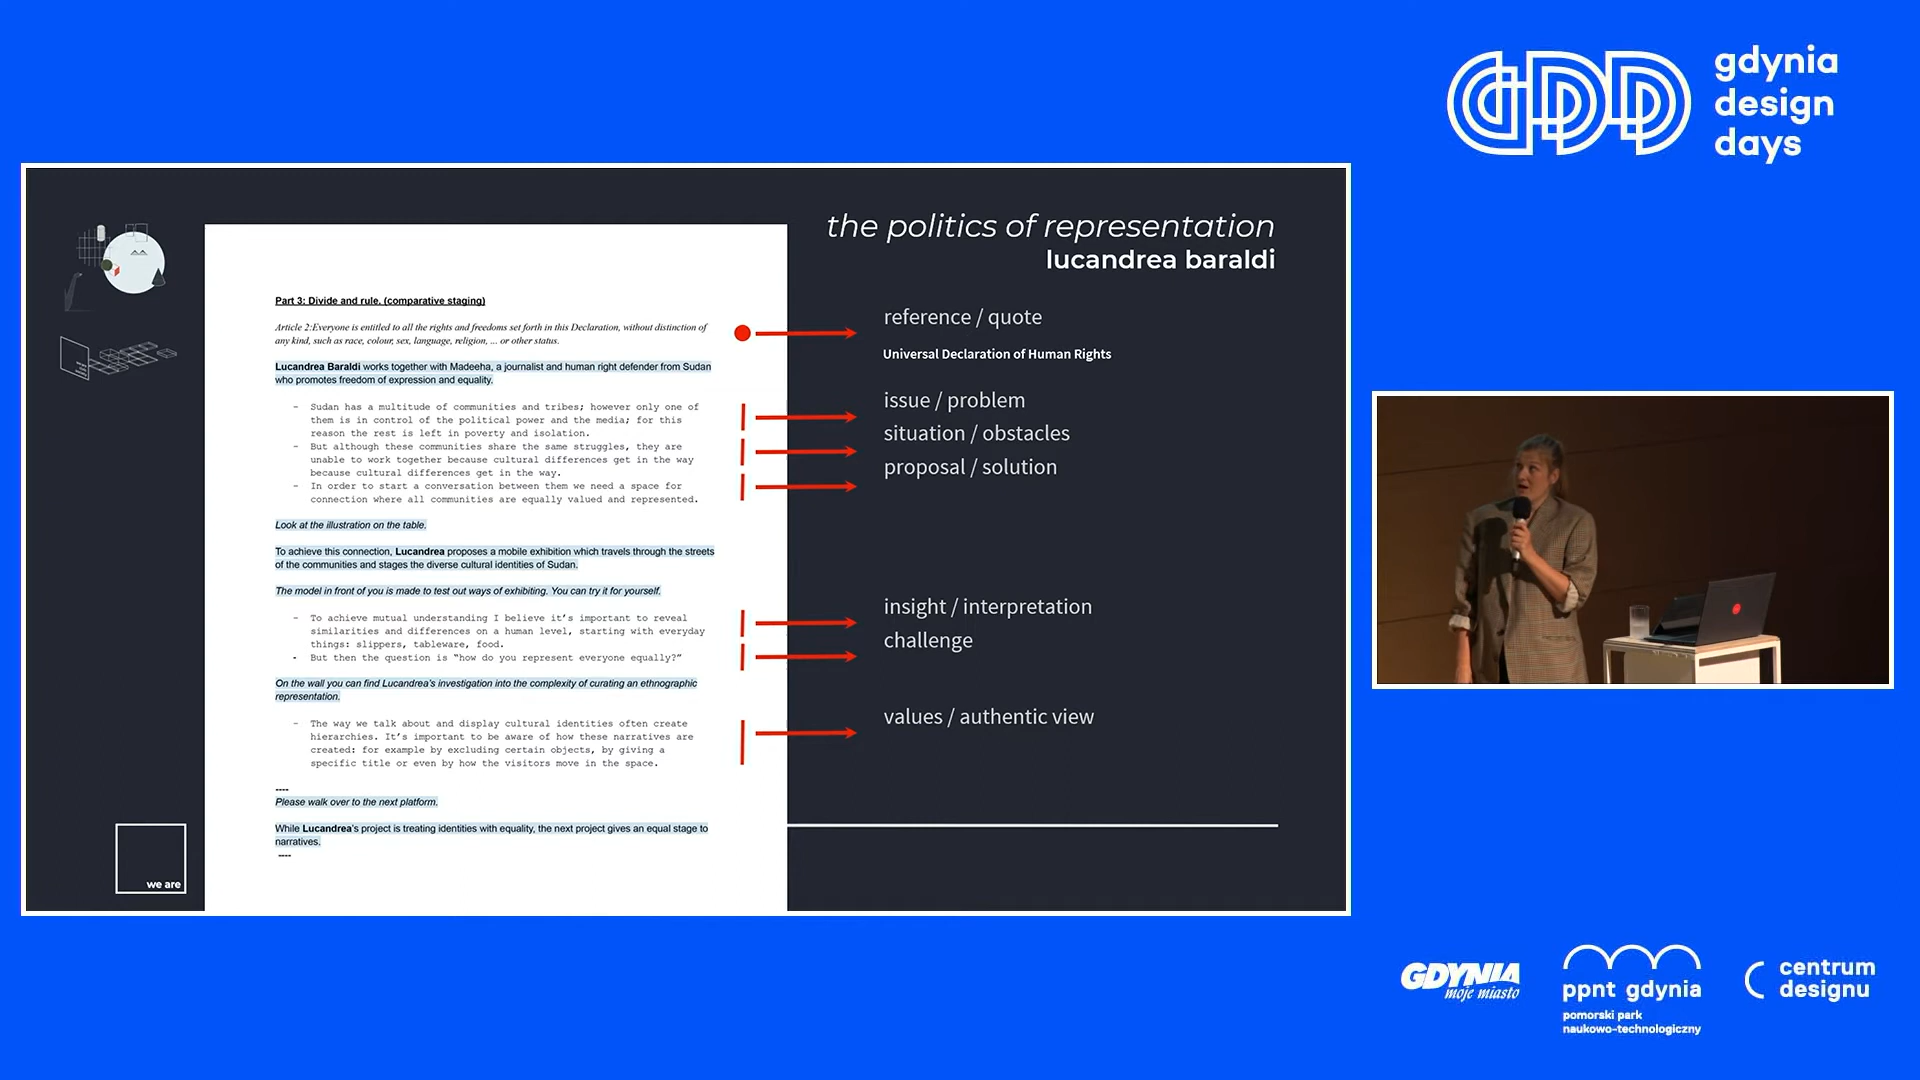 GDD
gdynia
design
days
the politics of representation
lucandrea baraldi
Part 3: Divide and rule. (comparative staging)
Article 2:Everyone is entitled to all the rights and freedoms set forth in this Declaration, without distinction of
any kind, such as race, colour, sex, language, religion, ... or other status.
Lucandrea Baraldi works together with Madeeha, a journalist and human right defender from Sudan
who promotes freedom of expression and equality.
- Sudan has a multitude of communities and tribes; however only one of
them is in control of the political power and the media; for this
reason the rest is left in poverty and isolation.
- But although these communities share the same struggles, they are
unable to work together because cultural differences get in the way
because cultural differences get in the way.
- In order to start a conversation between them we need a space for
connection where all communities are equally valued and represented.
Look at the illustration on the table.
To achieve this connection, Lucandrea proposes a mobile exhibition which travels through the streets
of the communities and stages the diverse cultural identities of Sudan.
The model in front of you is made to test out ways of exhibiting. You can try it for yourself.
- To achieve mutual understanding I believe it's important to reveal
similarities and differences on a human level, starting with everyday
things: slippers, tableware, food.
- But then the question is “how do you represent everyone equally?”
On the wall you can find Lucandrea's investigation into the complexity of curating an ethnographic
representation.
- The way we talk about and display cultural identities often create
hierarchies. It's important to be aware of how these narratives are
created: for example by excluding certain objects, by giving a
specific title or even by how the visitors move in the space.
----
Please walk over to the next platform.
While Lucandrea's project is treating identities with equality, the next project gives an equal stage to
narratives.
----
reference / quote
Universal Declaration of Human Rights
issue / problem
situation / obstacles
proposal / solution
insight / interpretation
challenge
values / authentic view
we are
GDYNIA
moje miasto
ppnt gdynia
pomorski park
naukowo-technologiczny
centrum
designu